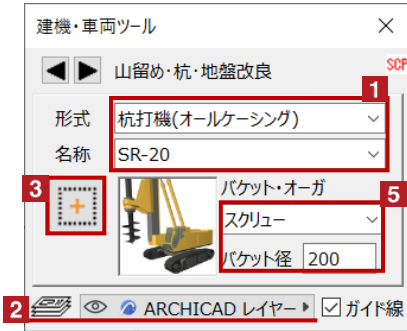 建機・車両ツール
山留め・杭・地盤改良
SCP
1
形式 杭打機(オールケーシング)
名称 SR-20
3
バケット・オーガ
5
スクリュー
バケット径 200
2
ARCHICAD レイヤー
ガイド線